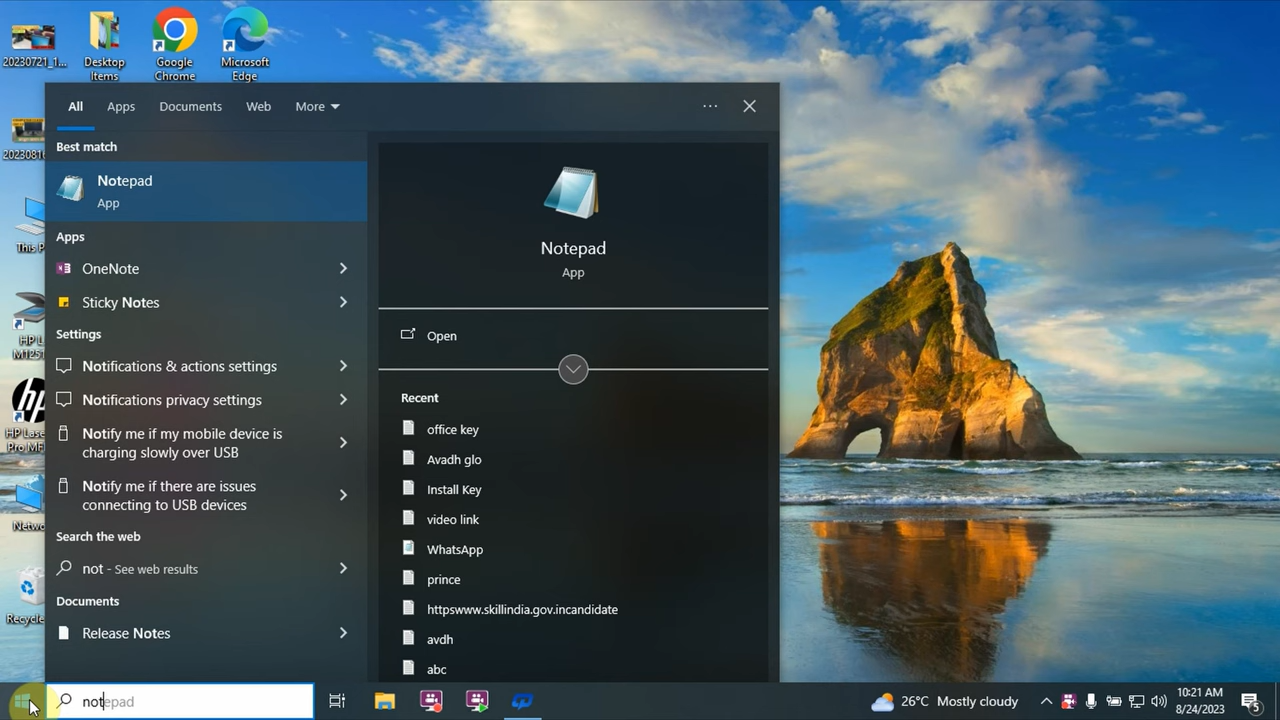 20230721_1...
Desktop
Items
Google
Chrome
Microsoft
Edge
All
Apps
Documents
Web
More
Best match
Notepad
App
Apps
OneNote
Sticky Notes
Settings
Notifications & actions settings
Notifications privacy settings
Notify me if my mobile device is
charging slowly over USB
Notify me if there are issues
connecting to USB devices
Search the web
not - See web results
Documents
Release Notes
Notepad
App
Open
Recent
office key
Avadh glo
Install Key
video link
WhatsApp
prince
httpswww.skillindia.gov.incandidate
avdh
abc
20230816
This P
HP L
M125
hp
HP Lase
Pro MF
Netwo
Recycle
notepad
26°C Mostly cloudy
10:21 AM
8/24/2023
5